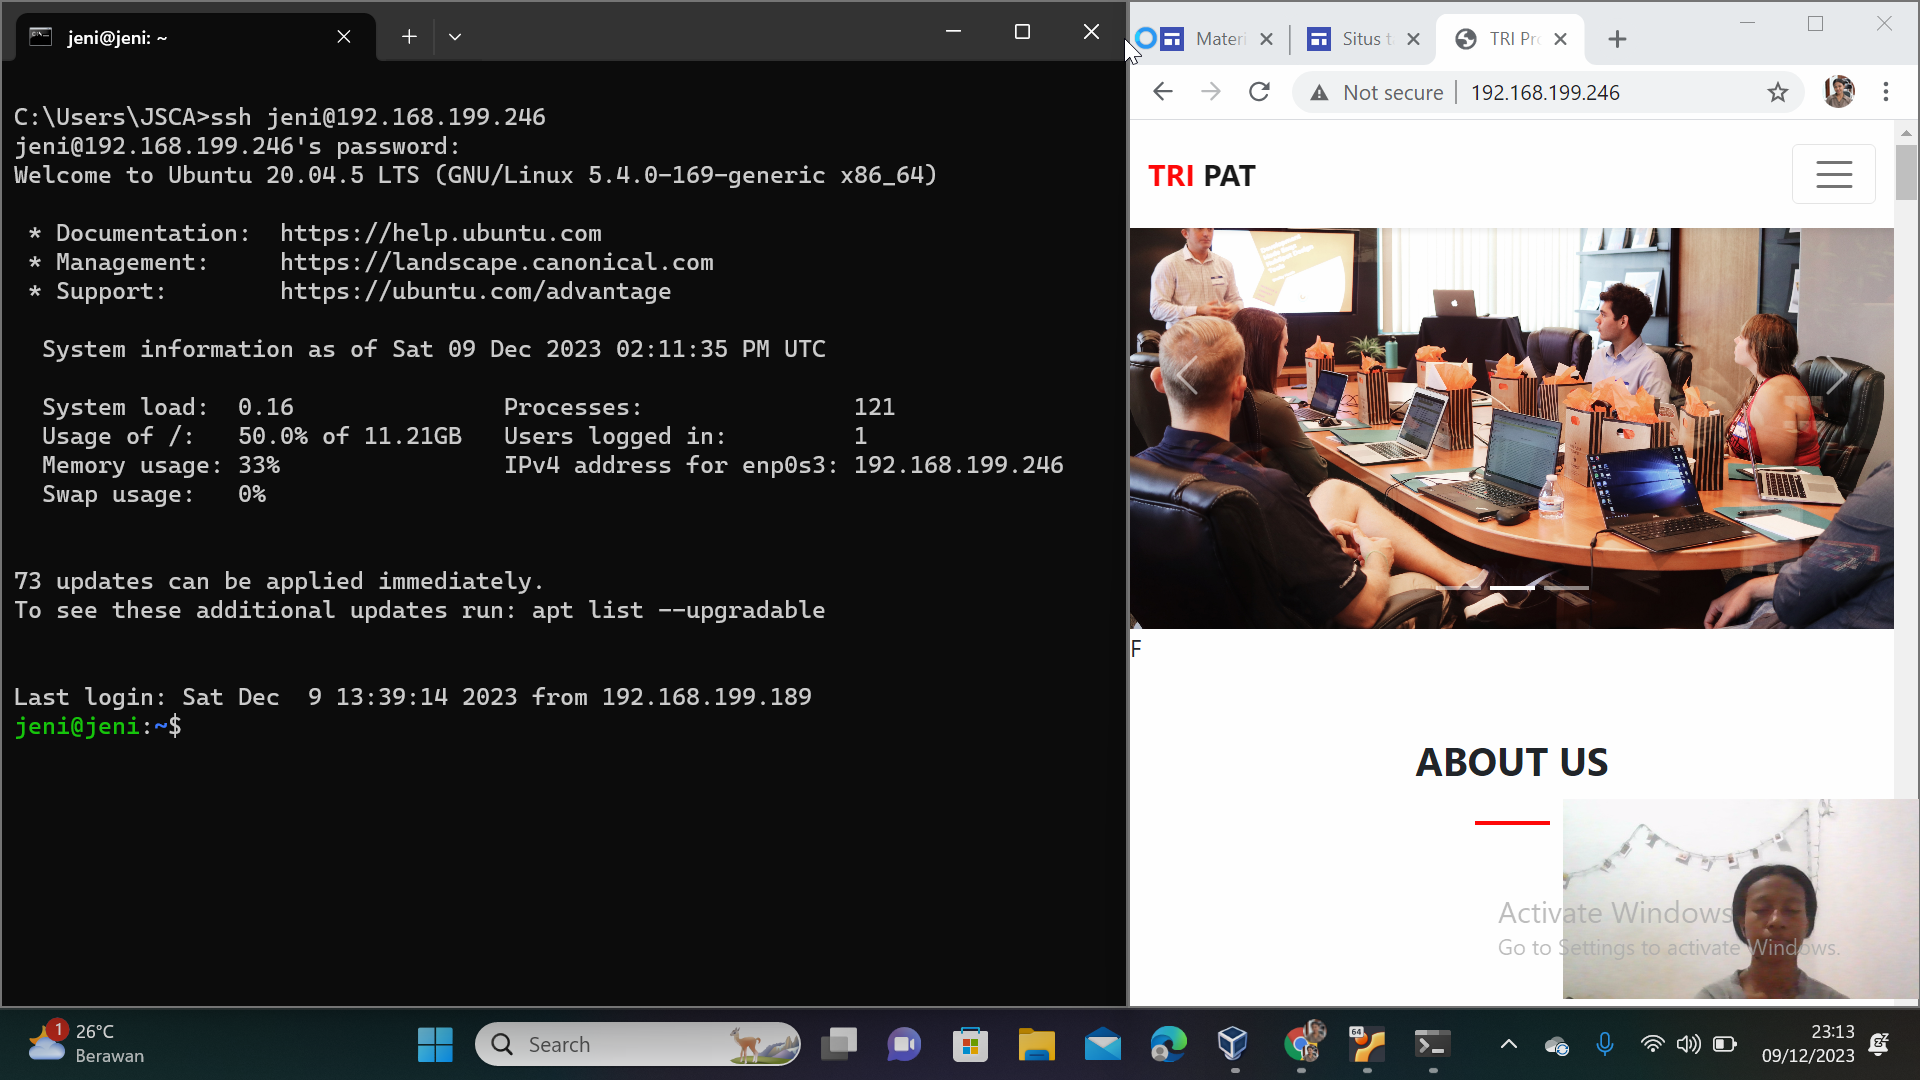 jeni@jeni: ~
C:\Users\JSCA>ssh jeni@192.168.199.246
jeni@192.168.199.246's password:
Welcome to Ubuntu 20.04.5 LTS (GNU/Linux 5.4.0-169-generic x86_64)
* Documentation: https://help.ubuntu.com
* Management: https://landscape.canonical.com
* Support: https://ubuntu.com/advantage
System information as of Sat 09 Dec 2023 02:11:35 PM UTC
System load: 0.16 Processes: 121
Usage of /: 50.0% of 11.21GB Users logged in: 1
Memory usage: 33% IPv4 address for enp0s3: 192.168.199.246
Swap usage: 0%
73 updates can be applied immediately.
To see these additional updates run: apt list --upgradable
Last login: Sat Dec 9 13:39:14 2023 from 192.168.199.189
jeni@jeni:~$
Materi Situs t TRI Pr
Not secure 192.168.199.246
TRI PAT
F
ABOUT US
Activate Windows
Go to Settings to activate Windows.
1 26°C
Berawan
Search
64
23:13
09/12/2023